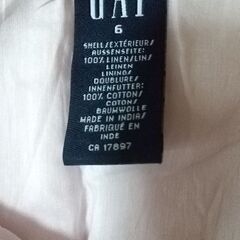 GAP
6
SHELL/EXTÉRIEUR/
AUSSENSEITE:
100% LINEN/LIN/
LEINEN
LINING/
DOUBLURE/
INNENFUTTER:
100% COTTON/
COTON/
BAUMWOLLE
MADE IN INDIA/
FABRIQUÉ EN
INDE
CA 17897